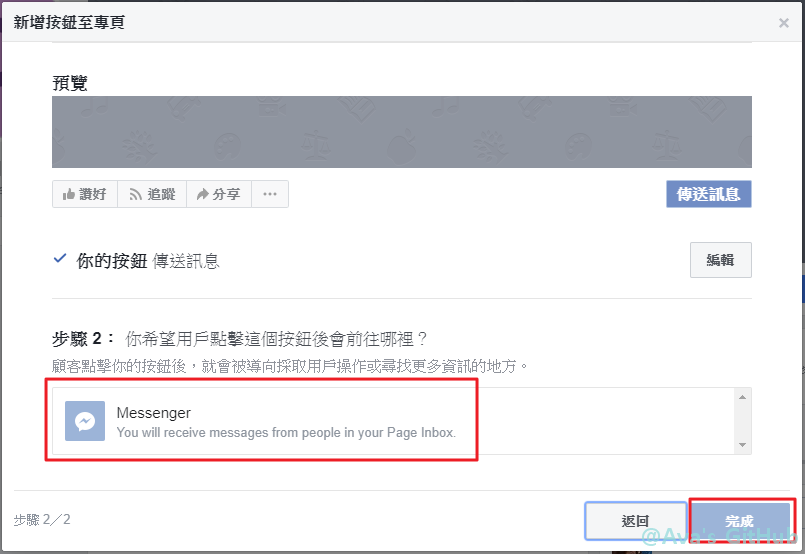 新增按鈕至專頁 ×
預覽
讚好 追蹤 分享 ...
傳送訊息
你的按鈕 傳送訊息
編輯
步驟 2： 你希望用戶點擊這個按鈕後會前往哪裡？
顧客點擊你的按鈕後，就會被導向採取用戶操作或尋找更多資訊的地方。
Messenger
You will receive messages from people in your Page Inbox.
步驟 2／2
返回
完成
@Ava's GitHub